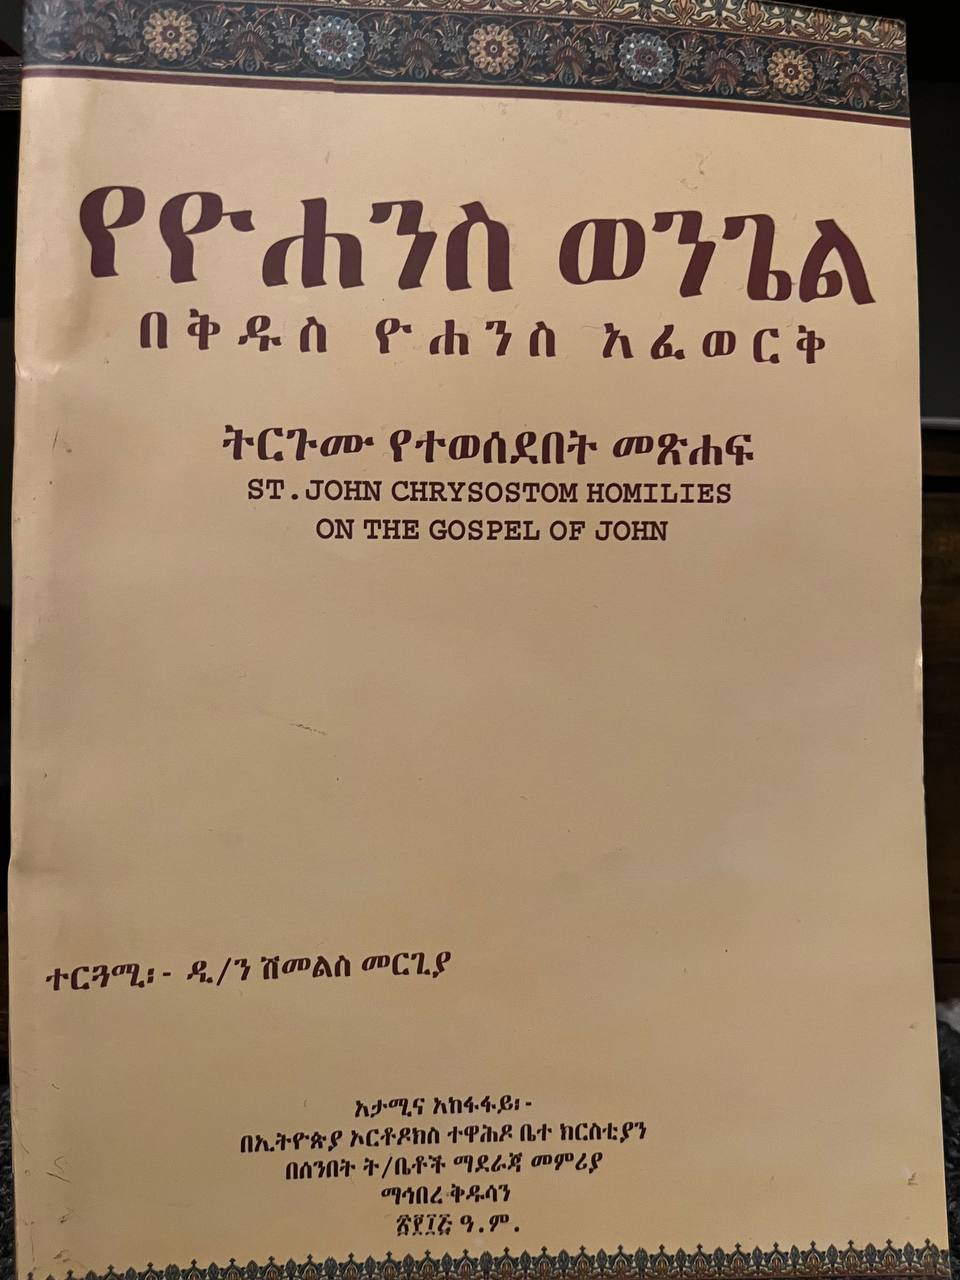 የዮሐንስ ወንጌል
በቅዱስ ዮሐንስ አፈወርቅ
ትርጉሙ የተወሰደበት መጽሐፍ
ST.JOHN CHRYSOSTOM HOMILIES
ON THE GOSPEL OF JOHN
ተርጓሚ፡- ዲ/ን ሽመልስ መርጊያ
አታሚና አከፋፋይ፡-
በኢትዮጵያ ኦርቶዶክስ ተዋሕዶ ቤተ ክርስቲያን
በሰንበት ት/ቤቶች ማደራጃ መምሪያ
ማኅበረ ቅዱሳን
ዓ.ም.